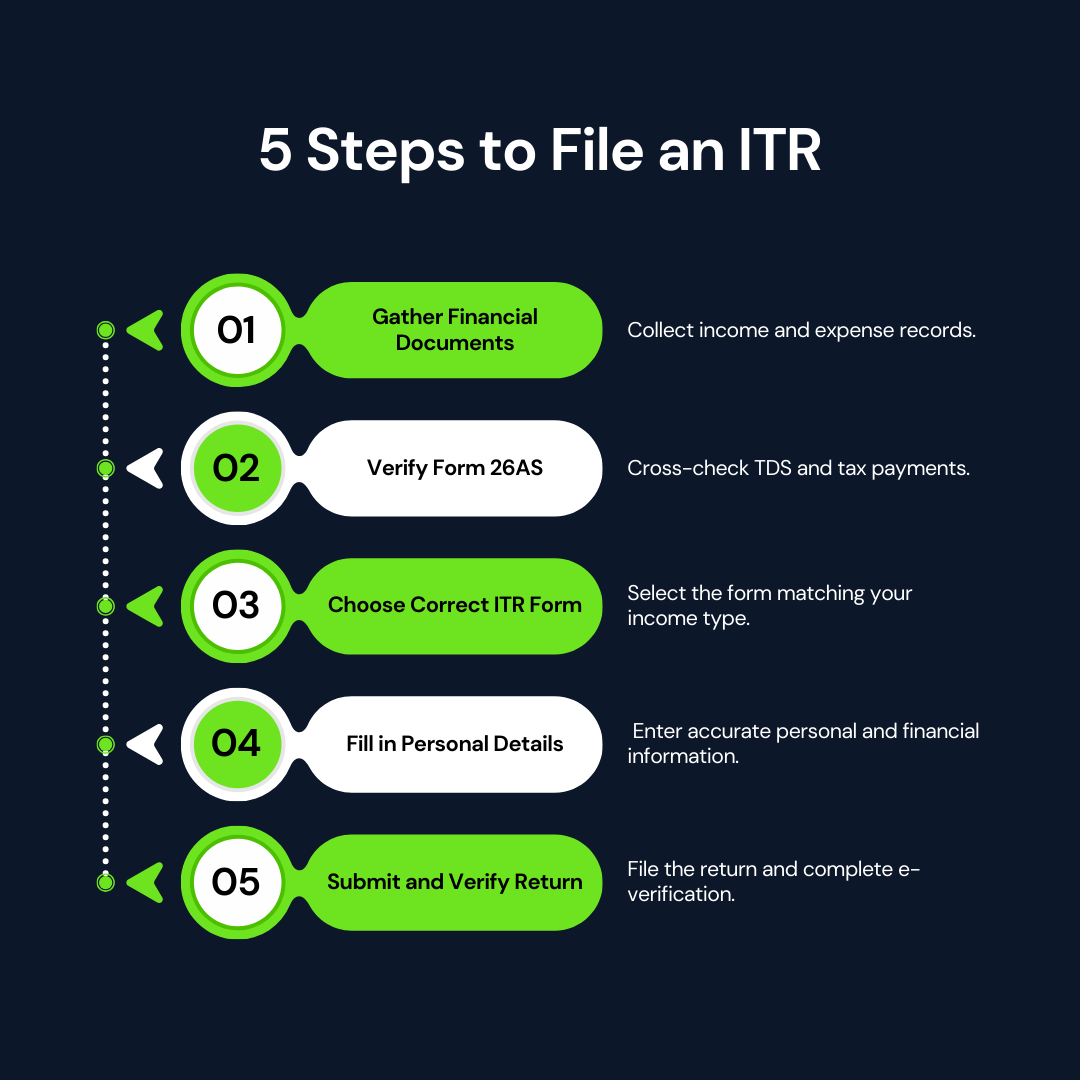 5 Steps to File an ITR
01
Gather Financial
Documents
Collect income and expense records.
02
Verify Form 26AS
Cross-check TDS and tax payments.
03
Choose Correct ITR Form
Select the form matching your
income type.
04
Fill in Personal Details
Enter accurate personal and financial
information.
05
Submit and Verify Return
File the return and complete e-
verification.